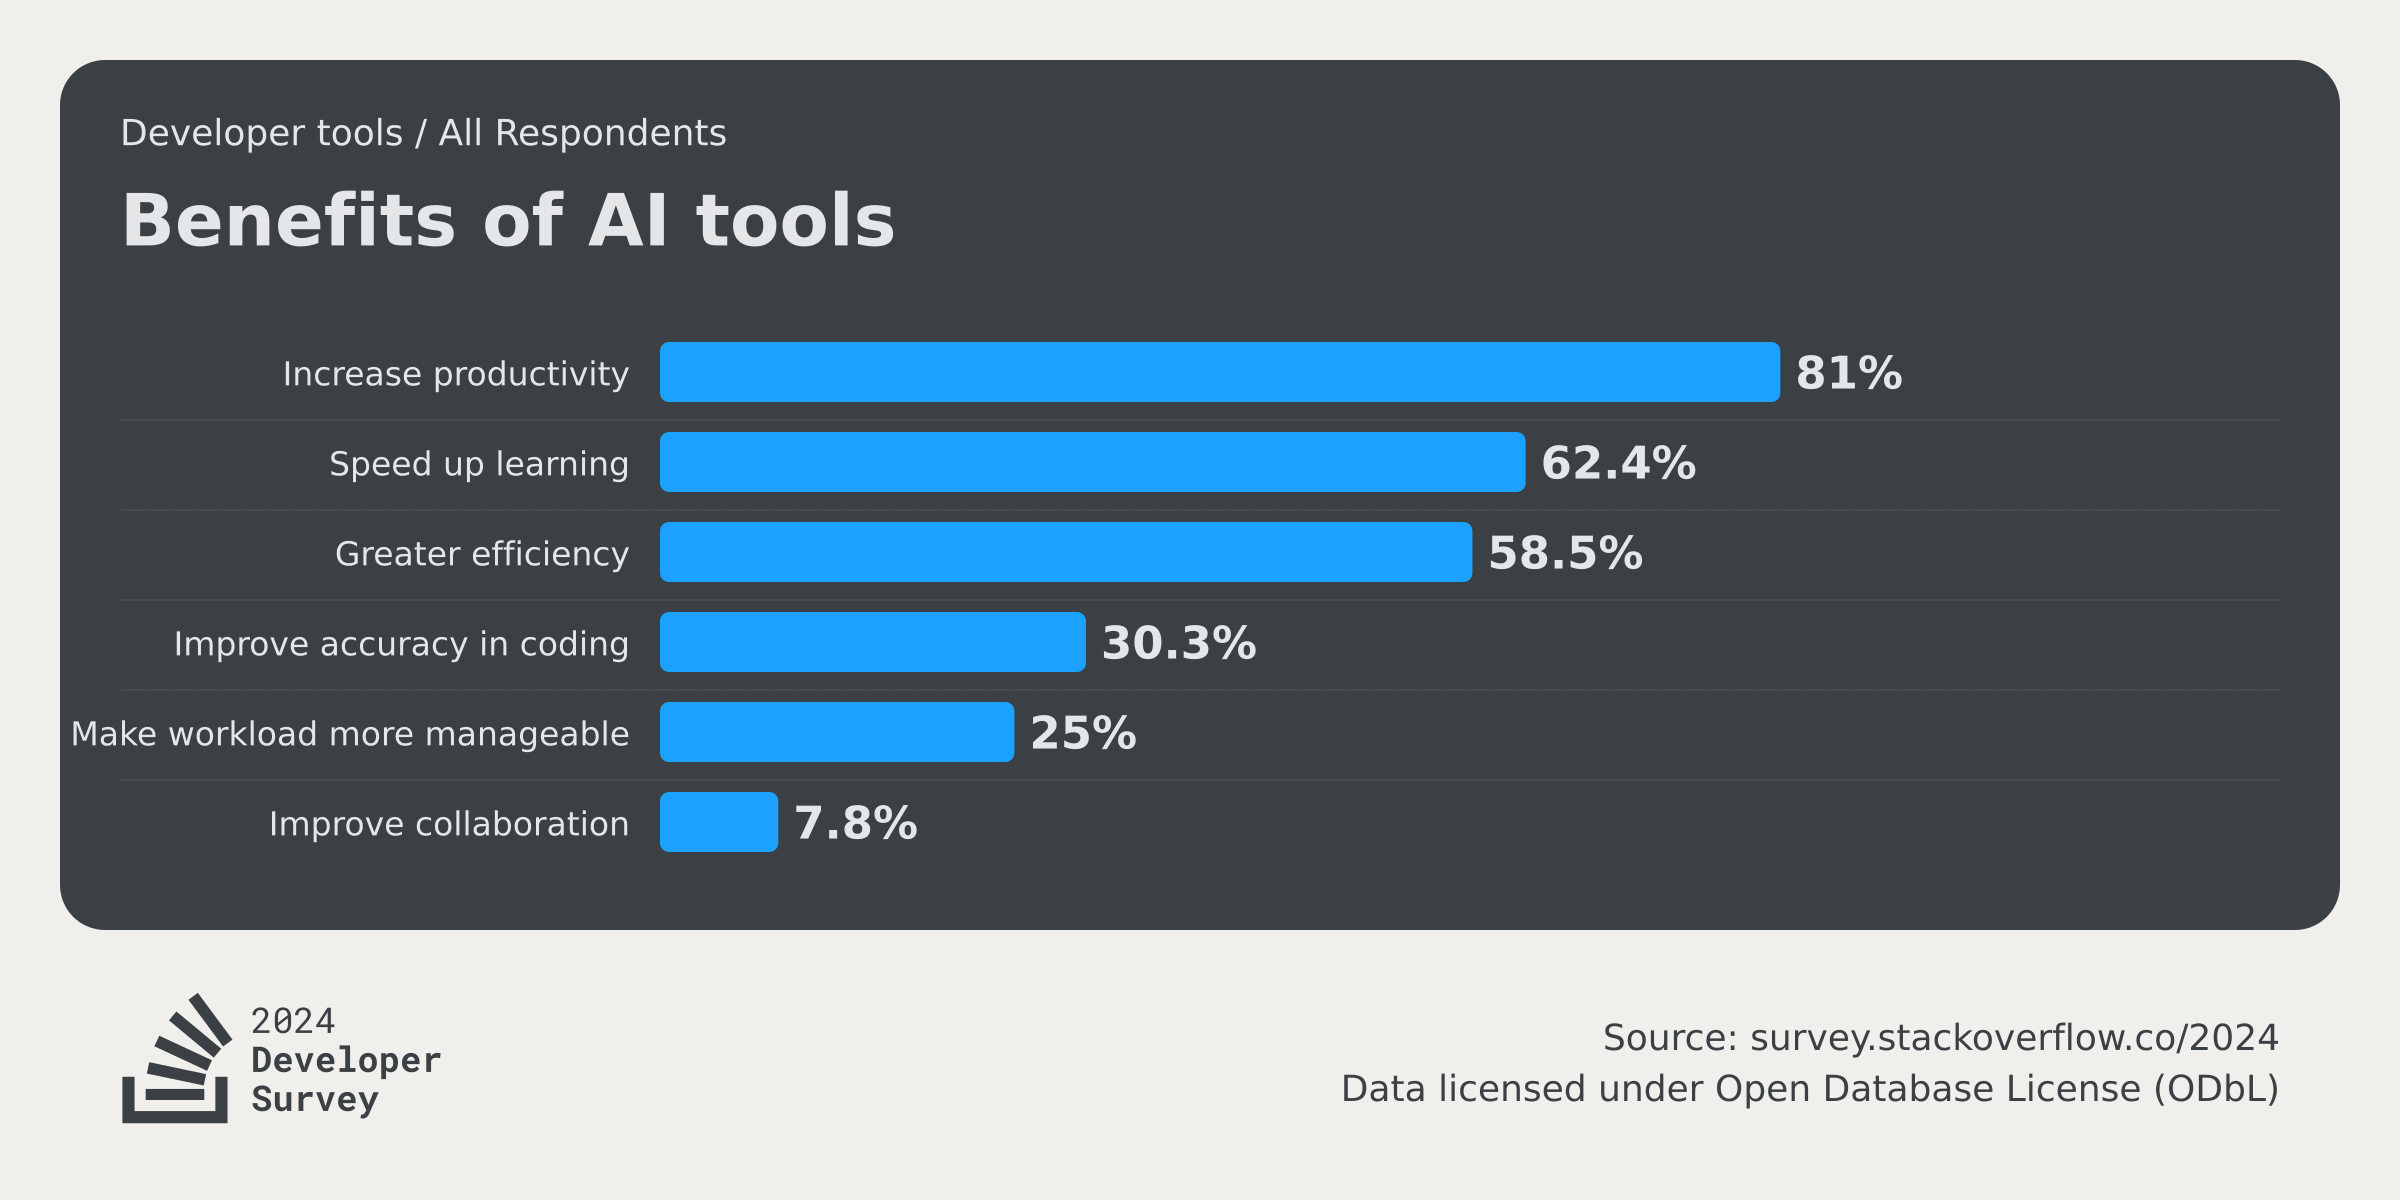 Developer tools / All Respondents
Benefits of AI tools
Increase productivity 81%
Speed up learning 62.4%
Greater efficiency 58.5%
Improve accuracy in coding 30.3%
Make workload more manageable 25%
Improve collaboration 7.8%
2024
Developer
Survey
Source: survey.stackoverflow.co/2024
Data licensed under Open Database License (ODbL)